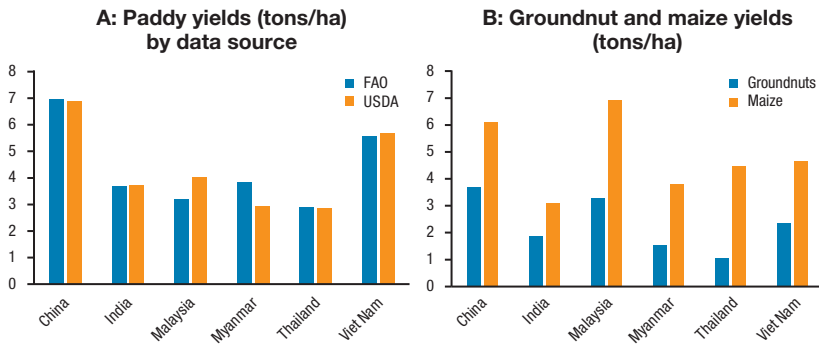 A: Paddy yields (tons/ha)
by data source
8
7
6
5
4
3
2
1
0
FAO
USDA
China
India
Malaysia
Myanmar
Thailand
Viet Nam
B: Groundnut and maize yields
(tons/ha)
8
7
6
5
4
3
2
1
0
Groundnuts
Maize
China
India
Malaysia
Myanmar
Thailand
Viet Nam